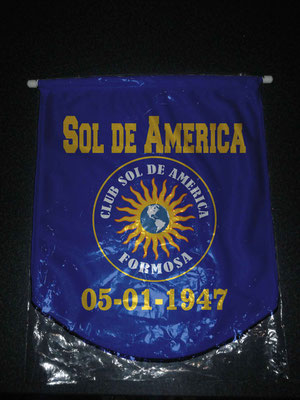 SOL DE AMERICA
CLUB SOL DE AMERICA
FORMOSA
05-01-1947